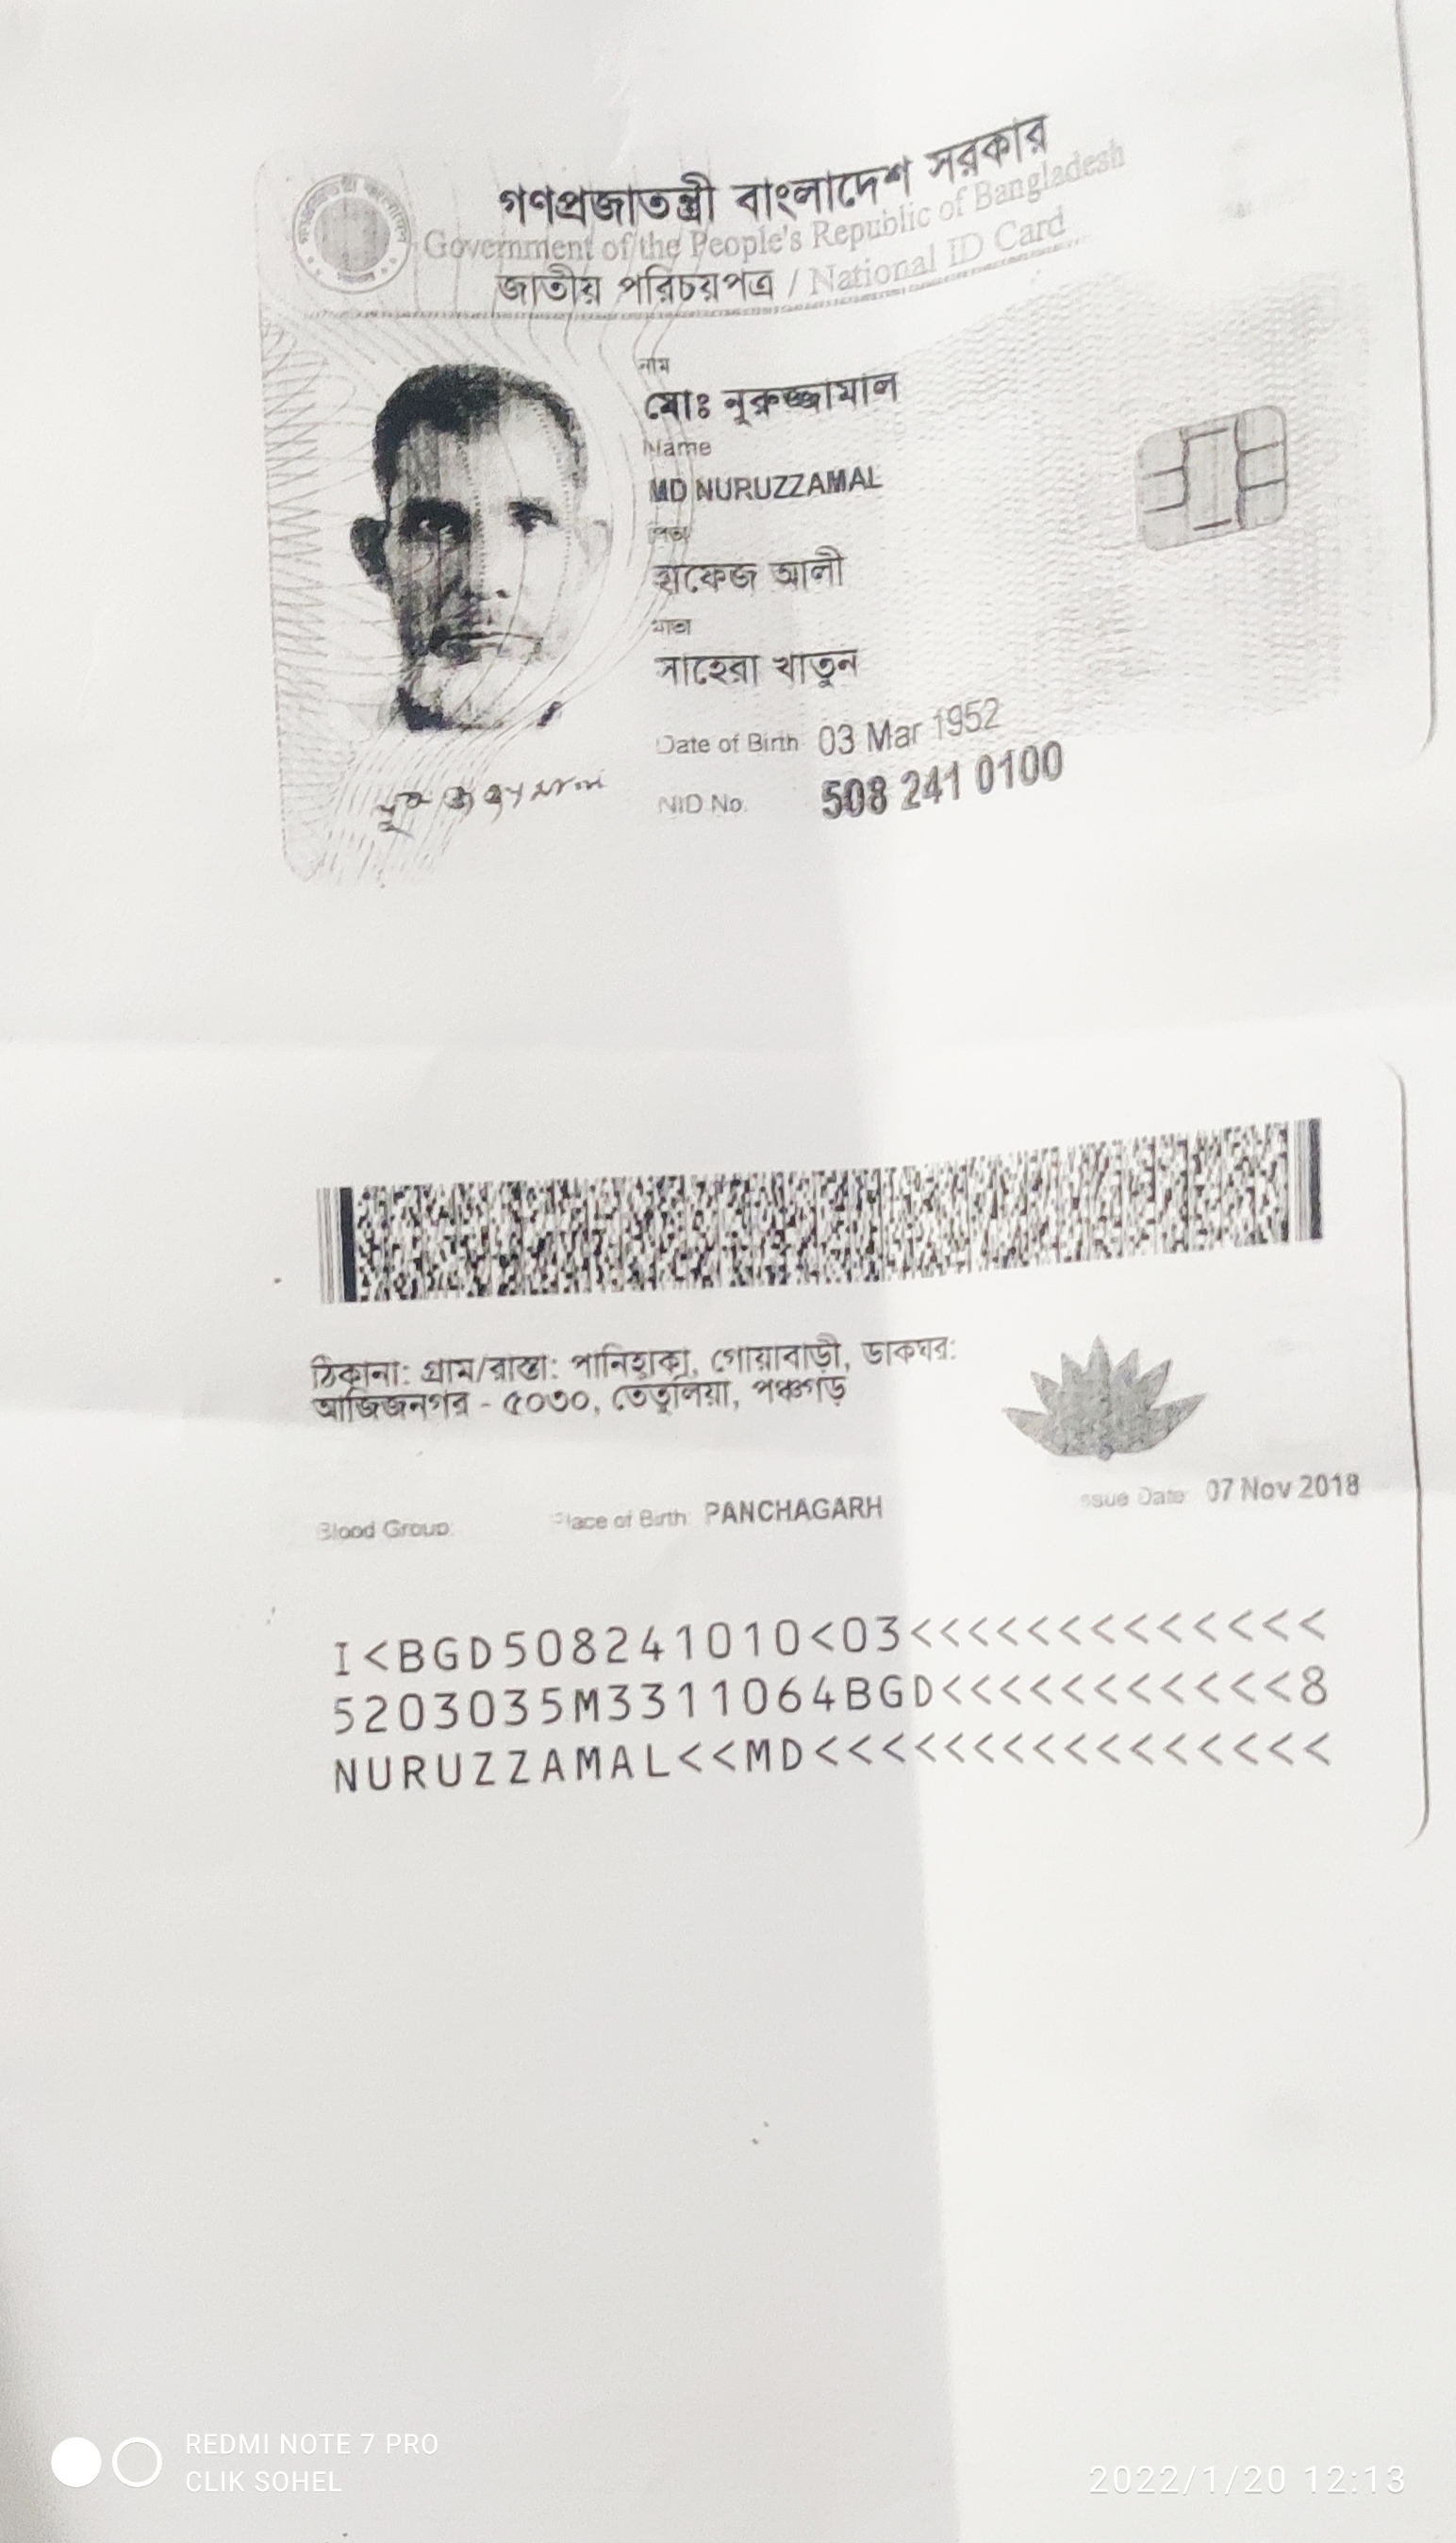 গণপ্রজাতন্ত্রী বাংলাদেশ সরকার
Government of the People's Republic of Bangladesh
জাতীয় পরিচয়পত্র / National ID Card
নাম
মোঃ নুরুজ্জামাল
Name
MD NURUZZAMAL
পিতা
হাফেজ আলী
মাতা
সাহেরা খাতুন
Date of Birth 03 Mar 1952
NID No. 508 241 0100
ঠিকানা: গ্রাম/রাস্তা: গোয়াবাড়ী, ডাকঘর:
আজিজনগর - ৫০৩০, তেতুলিয়া, পঞ্চগড়
Blood Group: Place of Birth: PANCHAGARH Issue Date: 07 Nov 2018
I<BGD508241010<03<<<<<<<<<<<<<
5203035M3311064BGD<<<<<<<<<<<8
NURUZZAMAL<<MD<<<<<<<<<<<<<<<<
REDMI NOTE 7 PRO
CLIK SOHEL
2022/1/20 12:13